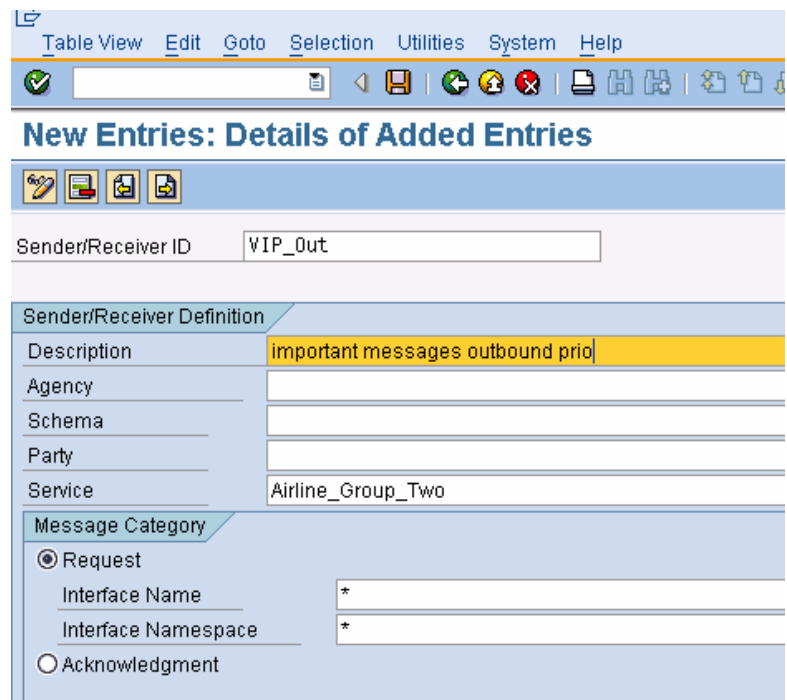 Table View Edit Goto Selection Utilities System Help
New Entries: Details of Added Entries
Sender/Receiver ID VIP_Out
Sender/Receiver Definition
Description important messages outbound prio
Agency
Schema
Party
Service Airline_Group_Two
Message Category
Request
Interface Name *
Interface Namespace *
Acknowledgment